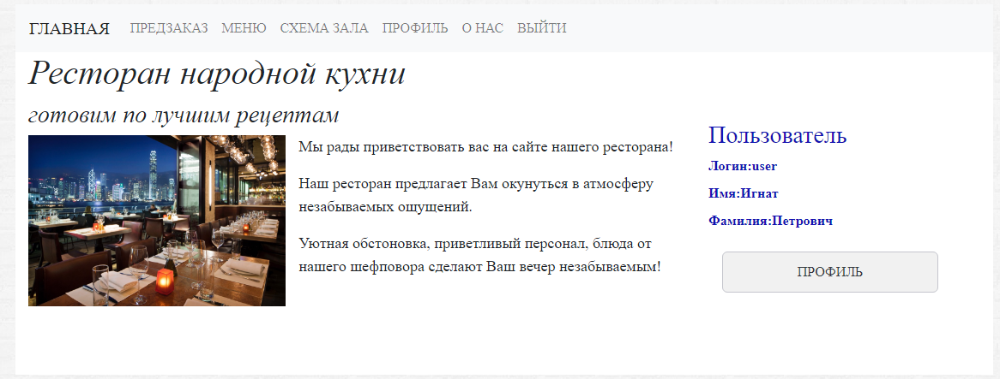 ГЛАВНАЯ ПРЕДЗАКАЗ МЕНЮ СХЕМА ЗАЛА ПРОФИЛЬ О НАС ВЫЙТИ
Ресторан народной кухни
готовим по лучшим рецептам
Мы рады приветствовать вас на сайте нашего ресторана!
Наш ресторан предлагает Вам окунуться в атмосферу
незабываемых ощущений.
Уютная обстоновка, приветливый персонал, блюда от
нашего шефповора сделают Ваш вечер незабываемым!
Пользователь
Логин:user
Имя:Игнат
Фамилия:Петрович
ПРОФИЛЬ